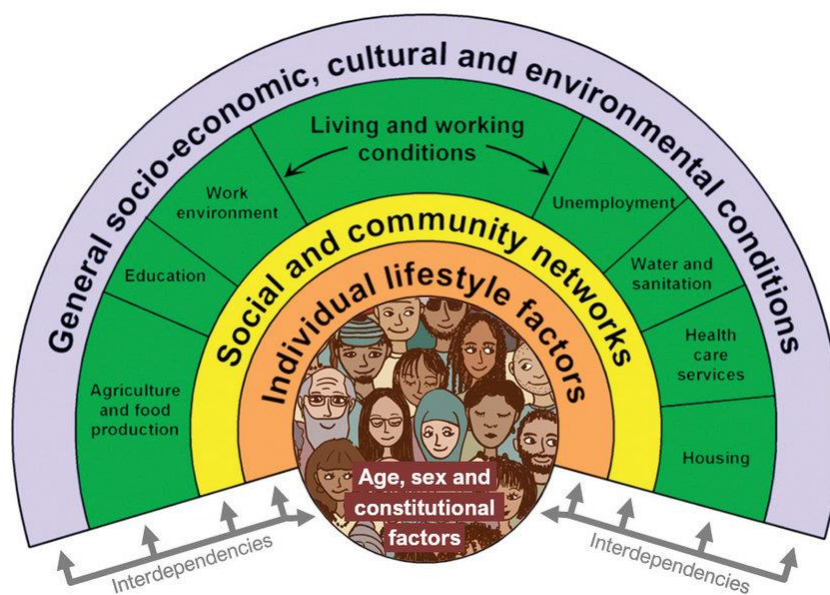 General socio-economic, cultural and environmental conditions
Living and working
conditions
Work
environment
Unemployment
Education
Water and
sanitation
Agriculture
and food
production
Health
care
services
Housing
Social and community networks
Individual lifestyle factors
Age, sex and
constitutional
factors
Interdependencies
Interdependencies